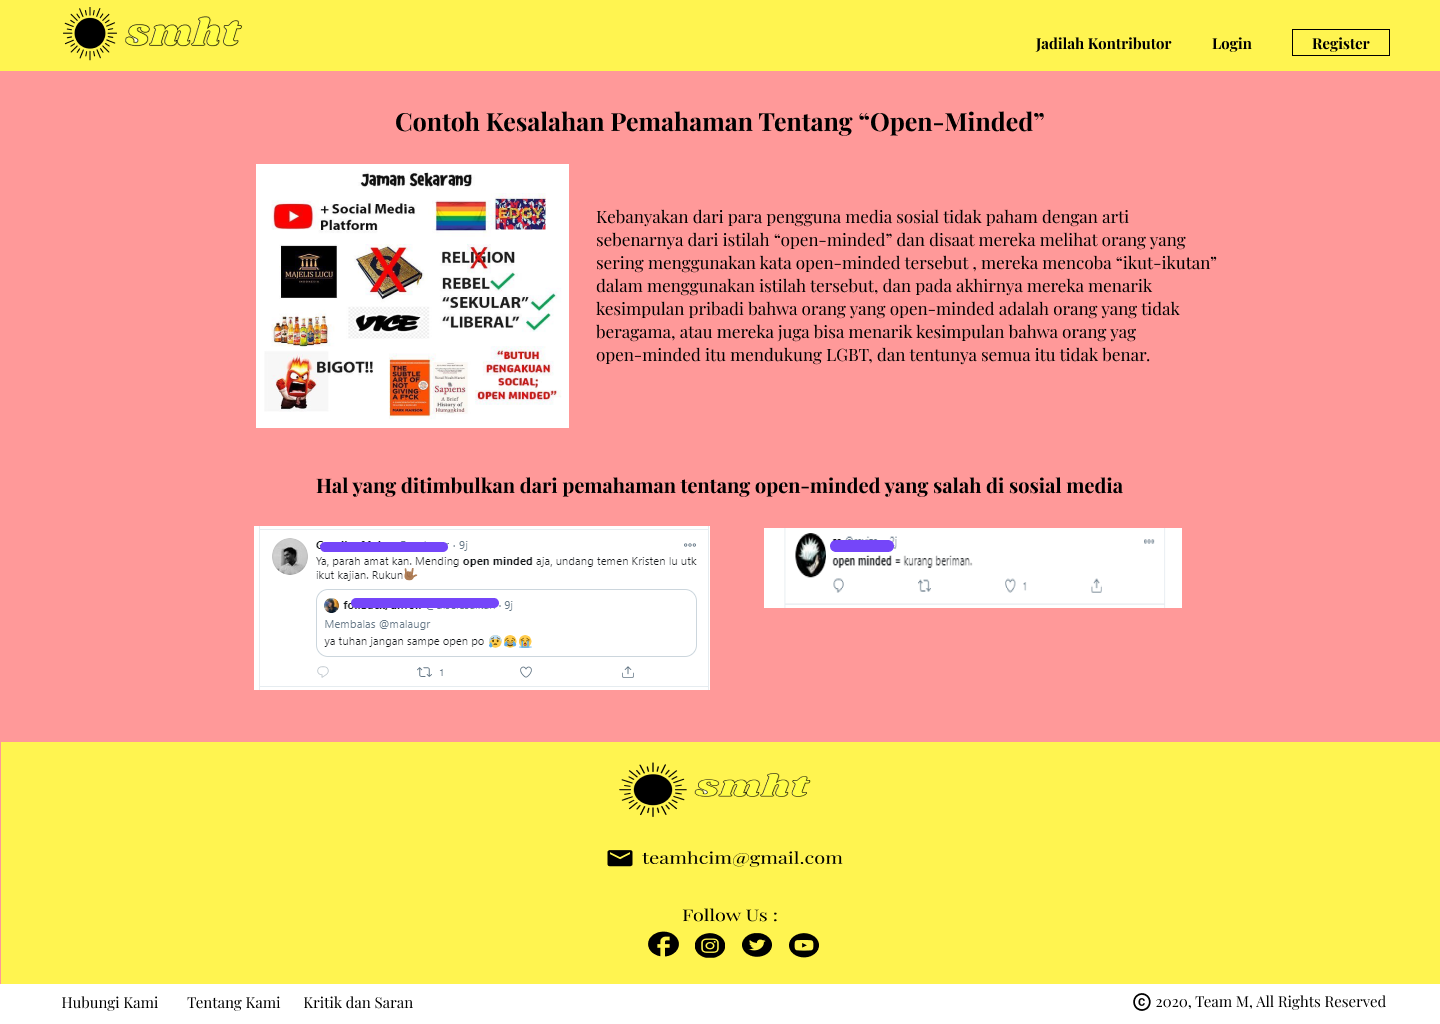 smht
Jadilah Kontributor
Login
Register
Contoh Kesalahan Pemahaman Tentang “Open-Minded”
Jaman Sekarang
+ Social Media
Platform
EDGY
MAJELIS LUCU
RELIGION
REBEL
“SEKULAR”
“LIBERAL”
VICE
BIGOT!!
THE
SUBTLE
ART OF
NOT
GIVING
A F*CK
Sapiens
A Brief
History of
Humankind
“BUTUH
PENGAKUAN
SOCIAL;
OPEN MINDED”
Kebanyakan dari para pengguna media sosial tidak paham dengan arti
sebenarnya dari istilah “open-minded” dan disaat mereka melihat orang yang
sering menggunakan kata open-minded tersebut , mereka mencoba “ikut-ikutan”
dalam menggunakan istilah tersebut, dan pada akhirnya mereka menarik
kesimpulan pribadi bahwa orang yang open-minded adalah orang yang tidak
beragama, atau mereka juga bisa menarik kesimpulan bahwa orang yag
open-minded itu mendukung LGBT, dan tentunya semua itu tidak benar.
Hal yang ditimbulkan dari pemahaman tentang open-minded yang salah di sosial media
· 9j
Ya, parah amat kan. Mending open minded aja, undang temen Kristen lu utk
ikut kajian. Rukun
· 9j
Membalas @malaugr
ya tuhan jangan sampe open po
1
open minded = kurang beriman.
1
smht
teamhcim@gmail.com
Follow Us :
Hubungi Kami
Tentang Kami
Kritik dan Saran
© 2020, Team M, All Rights Reserved